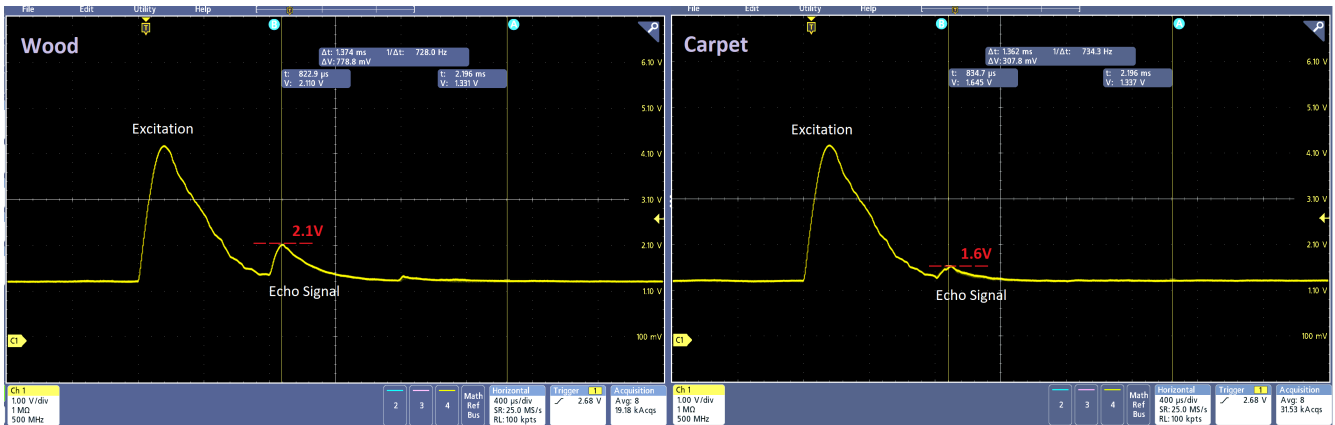 File Edit Utility Help
Wood
T
B
A
Δt: 1.374 ms 1/Δt: 728.0 Hz
ΔV: 778.8 mV
t: 822.9 µs
V: 2.110 V
t: 2.196 ms
V: 1.331 V
6.10 V
5.10 V
Excitation
4.10 V
3.10 V
2.1V
2.10 V
Echo Signal
1.10 V
100 mV
C1
Ch 1
1.00 V/div
1 MΩ
500 MHz
2
3
4
Math
Ref
Bus
Horizontal
400 µs/div
SR: 25.0 MS/s
RL: 100 kpts
Trigger 1
2.68 V
Acquisition
Avg: 8
19.18 kAcqs
File Edit Utility Help
Carpet
T
B
A
Δt: 1.362 ms 1/Δt: 734.3 Hz
ΔV: 307.8 mV
t: 834.7 µs
V: 1.645 V
t: 2.196 ms
V: 1.337 V
6.10 V
5.10 V
Excitation
4.10 V
3.10 V
2.10 V
1.6V
Echo Signal
1.10 V
100 mV
C1
Ch 1
1.00 V/div
1 MΩ
500 MHz
2
3
4
Math
Ref
Bus
Horizontal
400 µs/div
SR: 25.0 MS/s
RL: 100 kpts
Trigger 1
2.68 V
Acquisition
Avg: 8
31.53 kAcqs